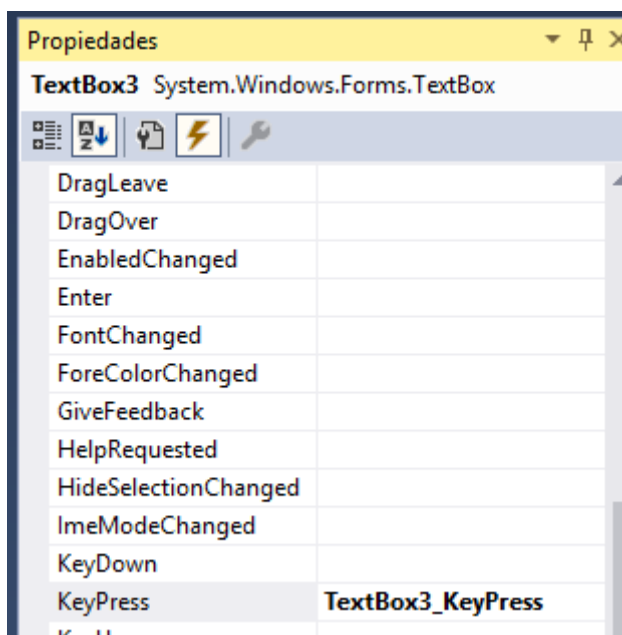 Propiedades
TextBox3 System.Windows.Forms.TextBox
DragLeave
DragOver
EnabledChanged
Enter
FontChanged
ForeColorChanged
GiveFeedback
HelpRequested
HideSelectionChanged
ImeModeChanged
KeyDown
KeyPress TextBox3_KeyPress